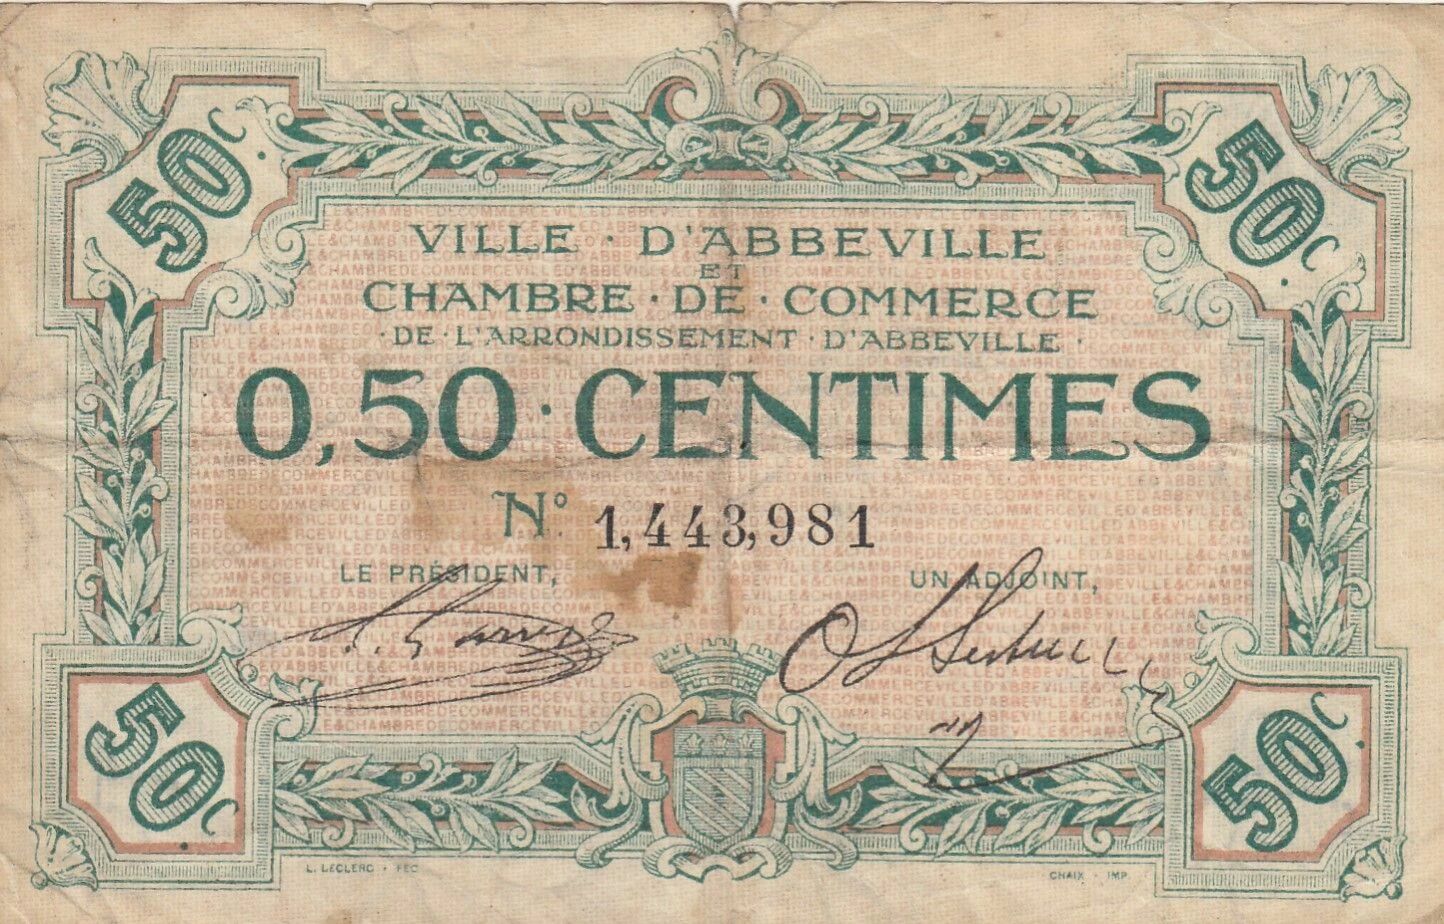 50c.
50c.
VILLE · D'ABBEVILLE
ET
CHAMBRE · DE · COMMERCE
· DE · L'ARRONDISSEMENT · D'ABBEVILLE ·
0,50 · CENTIMES
N° 1,443,981
LE PRÉSIDENT,
UN ADJOINT,
50c.
50c.
L. LECLERC · FEC
CHAIX · IMP.